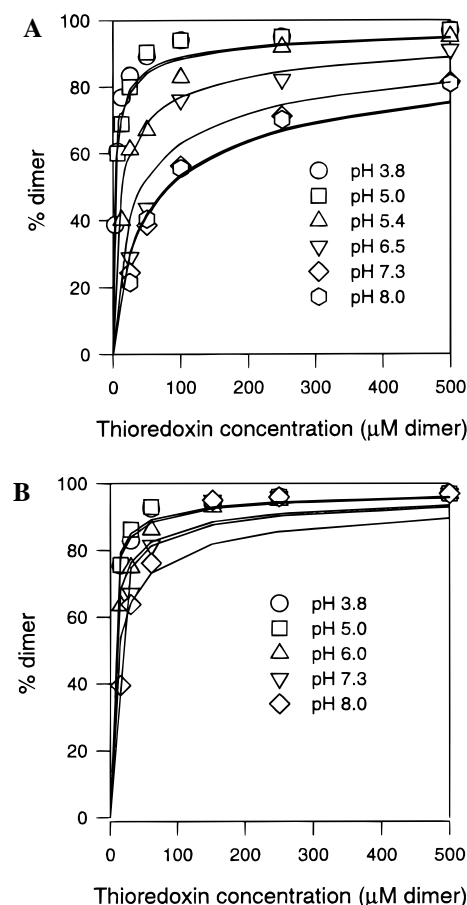 A
100
80
60
40
20
0
% dimer
pH 3.8
pH 5.0
pH 5.4
pH 6.5
pH 7.3
pH 8.0
0 100 200 300 400 500
Thioredoxin concentration (μM dimer)
B
100
80
60
40
20
0
% dimer
pH 3.8
pH 5.0
pH 6.0
pH 7.3
pH 8.0
0 100 200 300 400 500
Thioredoxin concentration (μM dimer)